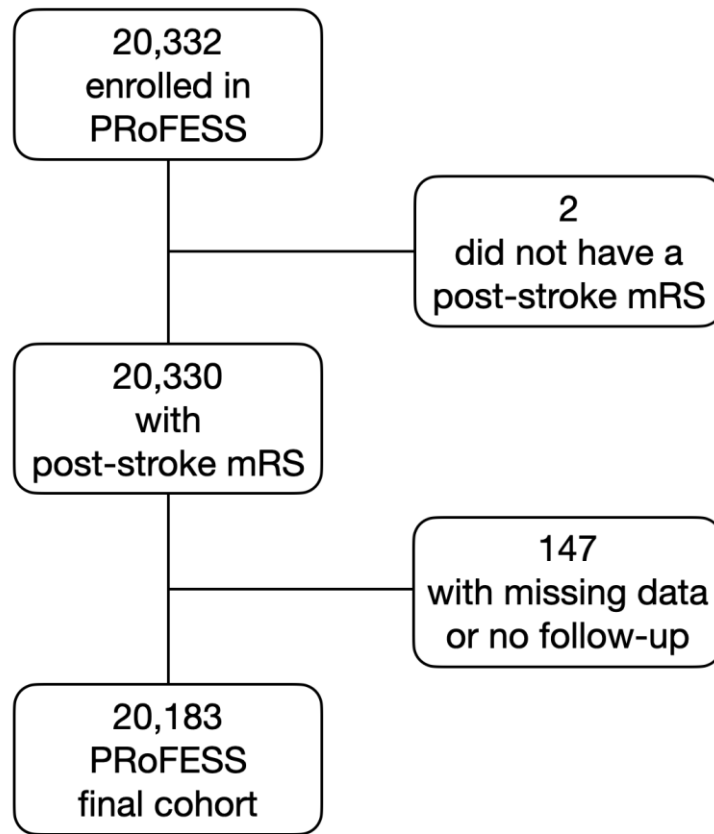 20,332
enrolled in
PRoFESS
2
did not have a
post-stroke mRS
20,330
with
post-stroke mRS
147
with missing data
or no follow-up
20,183
PRoFESS
final cohort